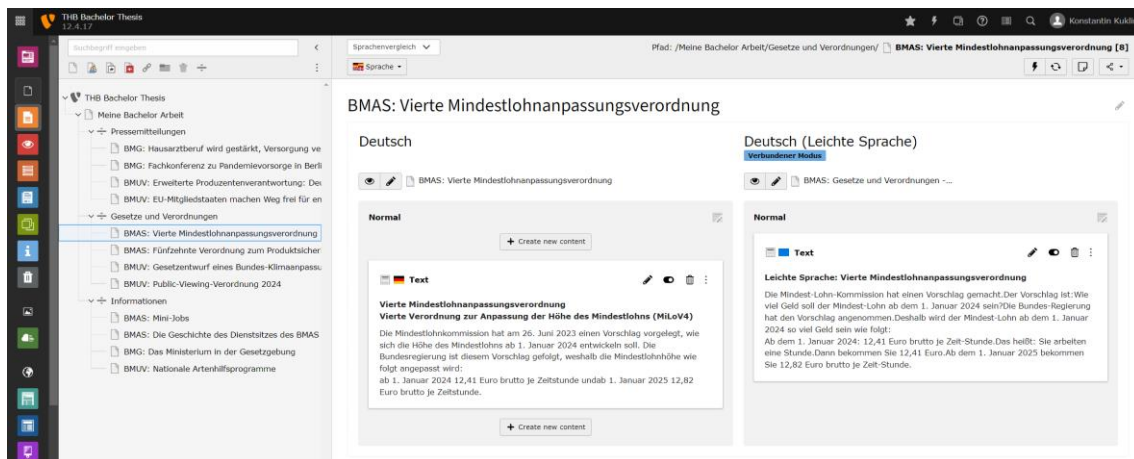 THB Bachelor Thesis
12.4.17
Konstantin Kukli
Suchbegriff eingeben
THB Bachelor Thesis
Meine Bachelor Arbeit
Pressemitteilungen
BMG: Hausarztberuf wird gestärkt, Versorgung ve
BMG: Fachkonferenz zu Pandemievorsorge in Berli
BMUV: Erweiterte Produzentenverantwortung: Deu
BMUV: EU-Mitgliedstaaten machen Weg frei für en
Gesetze und Verordnungen
BMAS: Vierte Mindestlohnanpassungsverordnung
BMAS: Fünfzehnte Verordnung zum Produktsicher
BMUV: Gesetzentwurf eines Bundes-Klimaanpassu
BMUV: Public-Viewing-Verordnung 2024
Informationen
BMAS: Mini-Jobs
BMAS: Die Geschichte des Dienstsitzes des BMAS
BMG: Das Ministerium in der Gesetzgebung
BMUV: Nationale Artenhilfsprogramme
Sprachenvergleich
Pfad: /Meine Bachelor Arbeit/Gesetze und Verordnungen/ BMAS: Vierte Mindestlohnanpassungsverordnung [8]
Sprache
BMAS: Vierte Mindestlohnanpassungsverordnung
Deutsch
BMAS: Vierte Mindestlohnanpassungsverordnung
Normal
+ Create new content
Text
Vierte Mindestlohnanpassungsverordnung
Vierte Verordnung zur Anpassung der Höhe des Mindestlohns (MiLoV4)
Die Mindestlohnkommission hat am 26. Juni 2023 einen Vorschlag vorgelegt, wie
sich die Höhe des Mindestlohns ab 1. Januar 2024 entwickeln soll. Die
Bundesregierung ist diesem Vorschlag gefolgt, weshalb die Mindestlohnhöhe wie
folgt angepasst wird:
ab 1. Januar 2024 12,41 Euro brutto je Zeitstunde undab 1. Januar 2025 12,82
Euro brutto je Zeitstunde.
+ Create new content
Deutsch (Leichte Sprache)
Verbundener Modus
BMAS: Gesetze und Verordnungen -...
Normal
Text
Leichte Sprache: Vierte Mindestlohnanpassungsverordnung
Die Mindest-Lohn-Kommission hat einen Vorschlag gemacht.Der Vorschlag ist:Wie
viel Geld soll der Mindest-Lohn ab dem 1. Januar 2024 sein?Die Bundes-Regierung
hat den Vorschlag angenommen.Deshalb wird der Mindest-Lohn ab dem 1. Januar
2024 so viel Geld sein wie folgt:
Ab dem 1. Januar 2024: 12,41 Euro brutto je Zeit-Stunde.Das heißt: Sie arbeiten
eine Stunde.Dann bekommen Sie 12,41 Euro.Ab dem 1. Januar 2025 bekommen
Sie 12,82 Euro brutto je Zeit-Stunde.